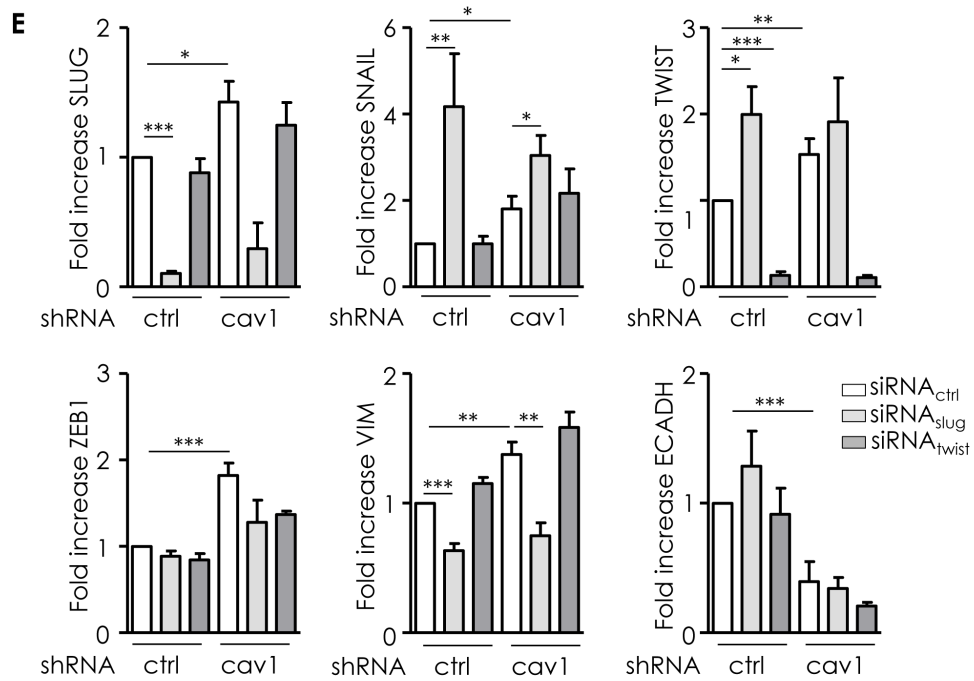 E
Fold increase SLUG
2
1
0
*
***
shRNA ctrl cav1
Fold increase SNAIL
6
4
2
0
*
**
*
shRNA ctrl cav1
Fold increase TWIST
3
2
1
0
**
***
*
shRNA ctrl cav1
Fold increase ZEB1
3
2
1
0
***
shRNA ctrl cav1
Fold increase VIM
2
1
0
** **
***
shRNA ctrl cav1
Fold increase ECADH
2
1
0
***
shRNA ctrl cav1
siRNActrl
siRNAslug
siRNAtwist